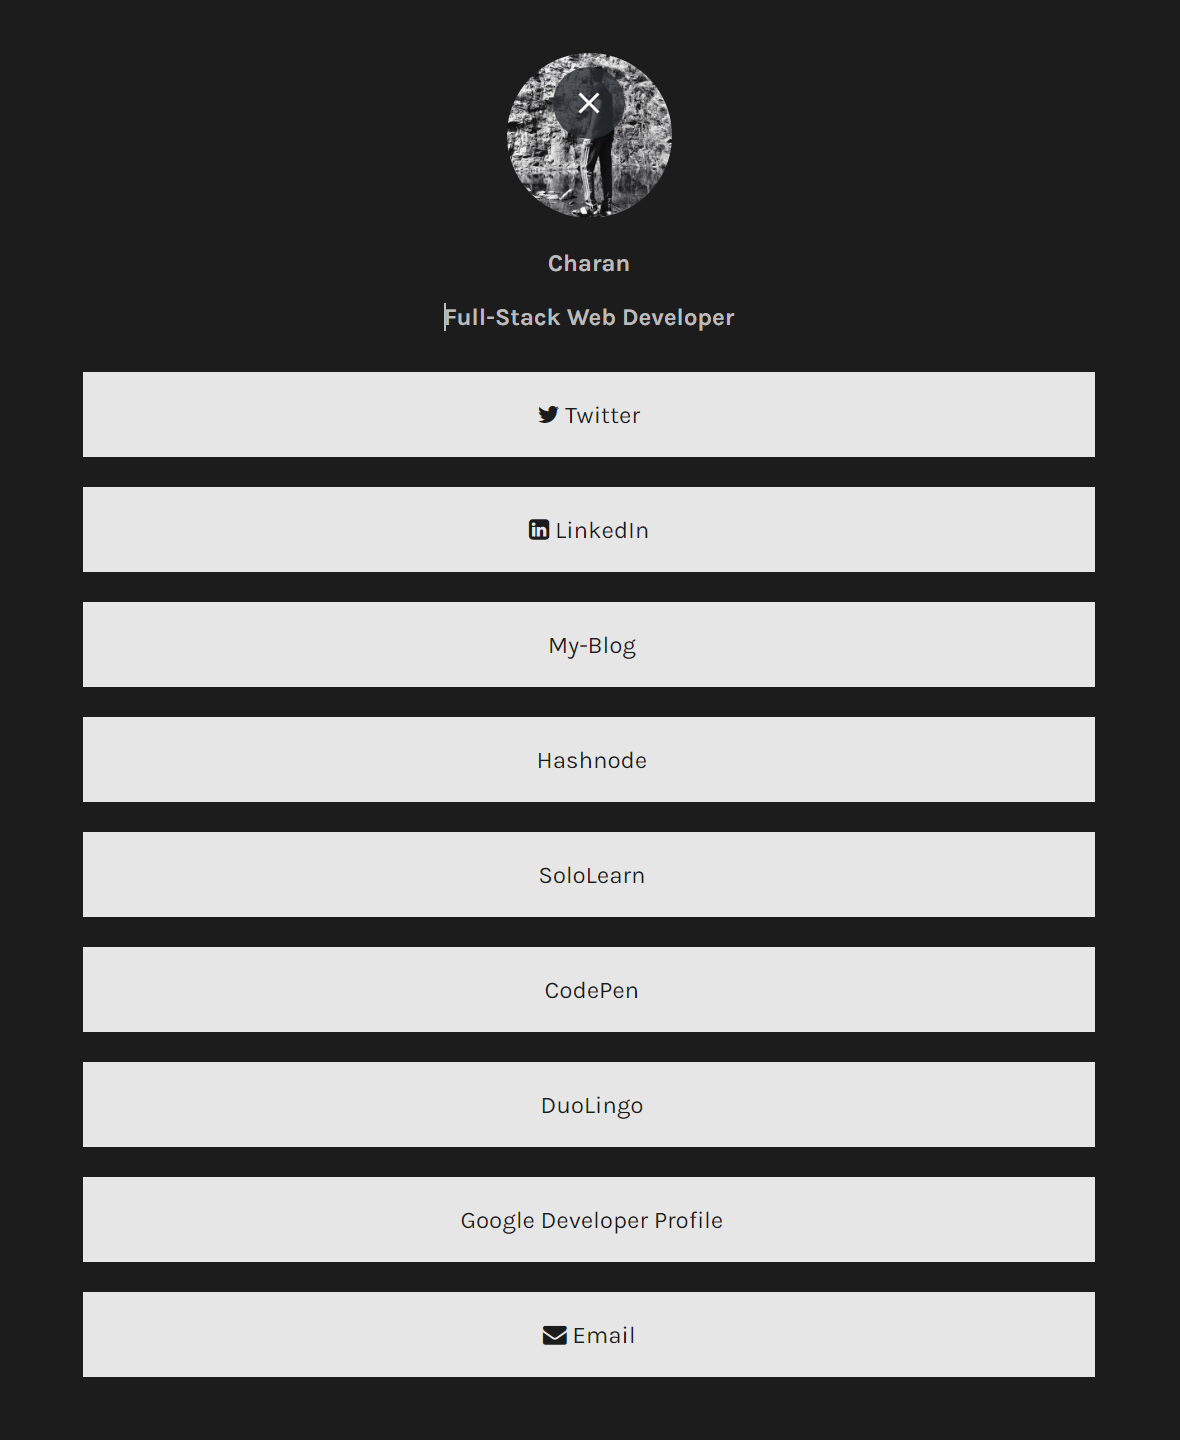 Charan
Full-Stack Web Developer
Twitter
LinkedIn
My-Blog
Hashnode
SoloLearn
CodePen
DuoLingo
Google Developer Profile
Email